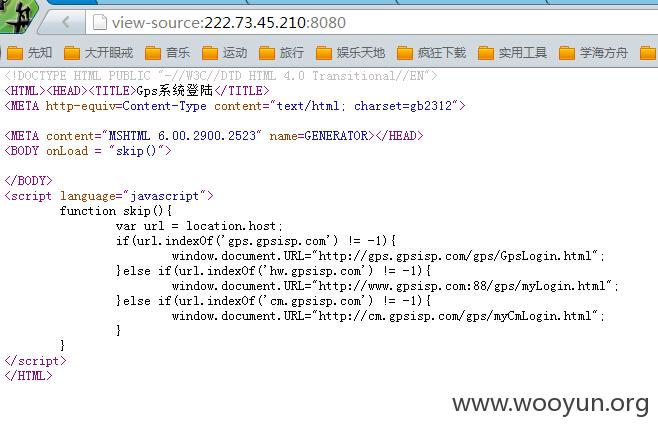 舟
view-source:222.73.45.210:8080
先知 大开眼戒 音乐 运动 旅行 娱乐天地 疯狂下载 实用工具 学海方舟
<!DOCTYPE HTML PUBLIC "-//W3C//DTD HTML 4.0 Transitional//EN">
<HTML><HEAD><TITLE>Gps系统登陆</TITLE>
<META http-equiv=Content-Type content="text/html; charset=gb2312">
<META content="MSHTML 6.00.2900.2523" name=GENERATOR></HEAD>
<BODY onLoad = "skip()">
</BODY>
<script language="javascript">
function skip(){
var url = location.host;
if(url.indexOf('gps.gpsisp.com') != -1){
window.document.URL="http://gps.gpsisp.com/gps/GpsLogin.html";
}else if(url.indexOf('hw.gpsisp.com') != -1){
window.document.URL="http://www.gpsisp.com:88/gps/myLogin.html";
}else if(url.indexOf('cm.gpsisp.com') != -1){
window.document.URL="http://cm.gpsisp.com/gps/myCmLogin.html";
}
}
</script>
</HTML>
www.wooyun.org